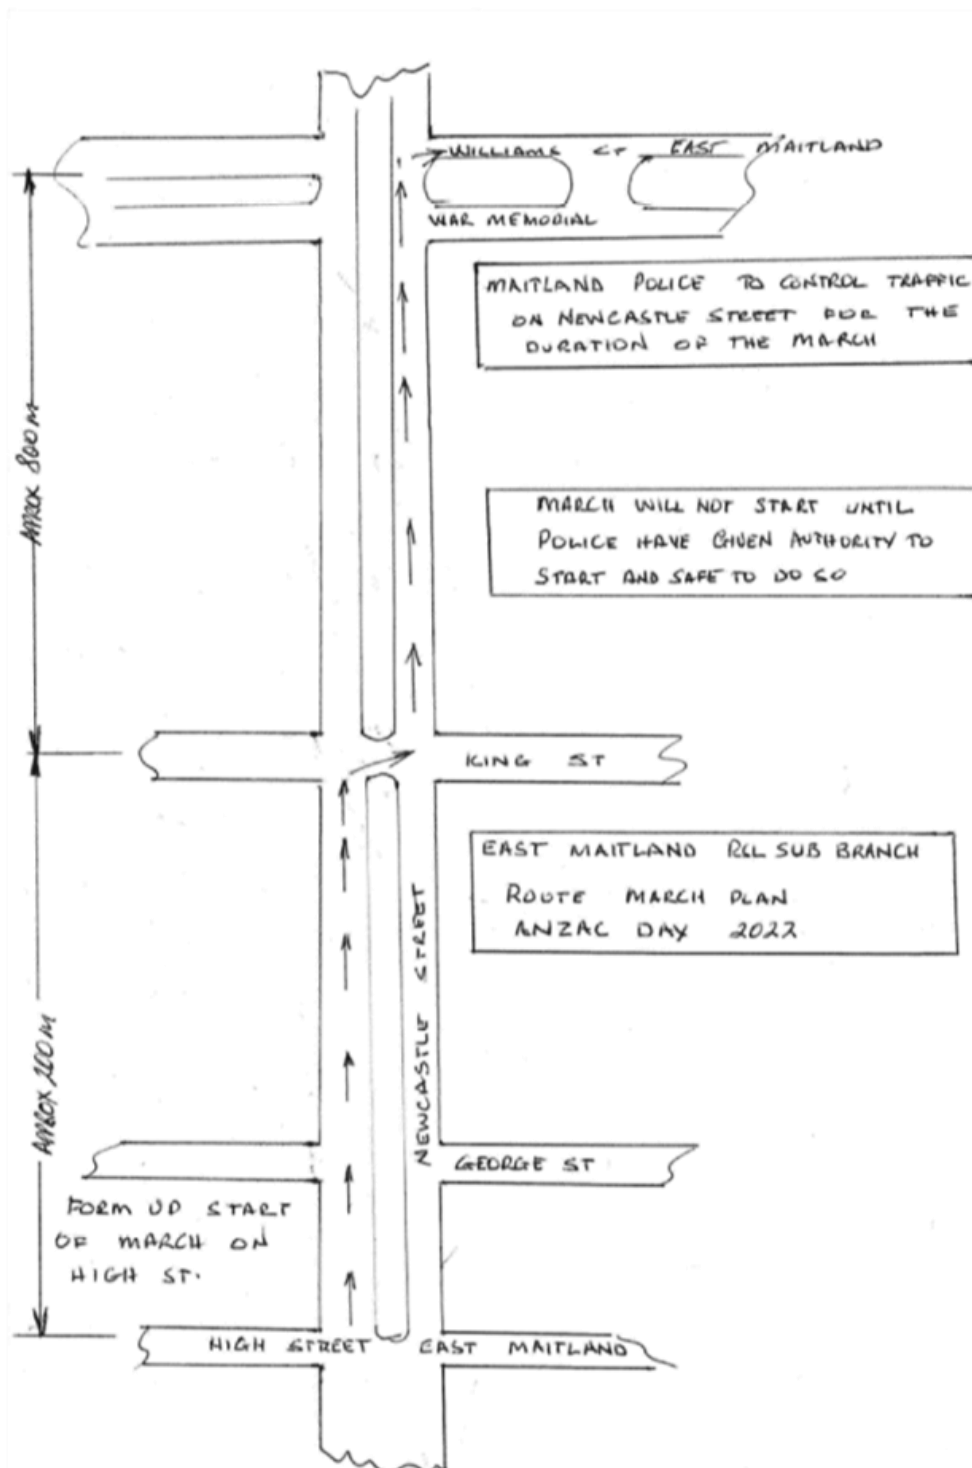 WILLIAMS ST EAST MAITLAND
WAR MEMORIAL
MAITLAND POLICE TO CONTROL TRAFFIC
ON NEWCASTLE STREET FOR THE
DURATION OF THE MARCH
APPROX 800M
MARCH WILL NOT START UNTIL
POLICE HAVE GIVEN AUTHORITY TO
START AND SAFE TO DO SO
KING ST
EAST MAITLAND RSL SUB BRANCH
ROUTE MARCH PLAN
ANZAC DAY 2022
NEWCASTLE STREET
APPROX 200M
GEORGE ST
FORM UP START
OF MARCH ON
HIGH ST.
HIGH STREET EAST MAITLAND